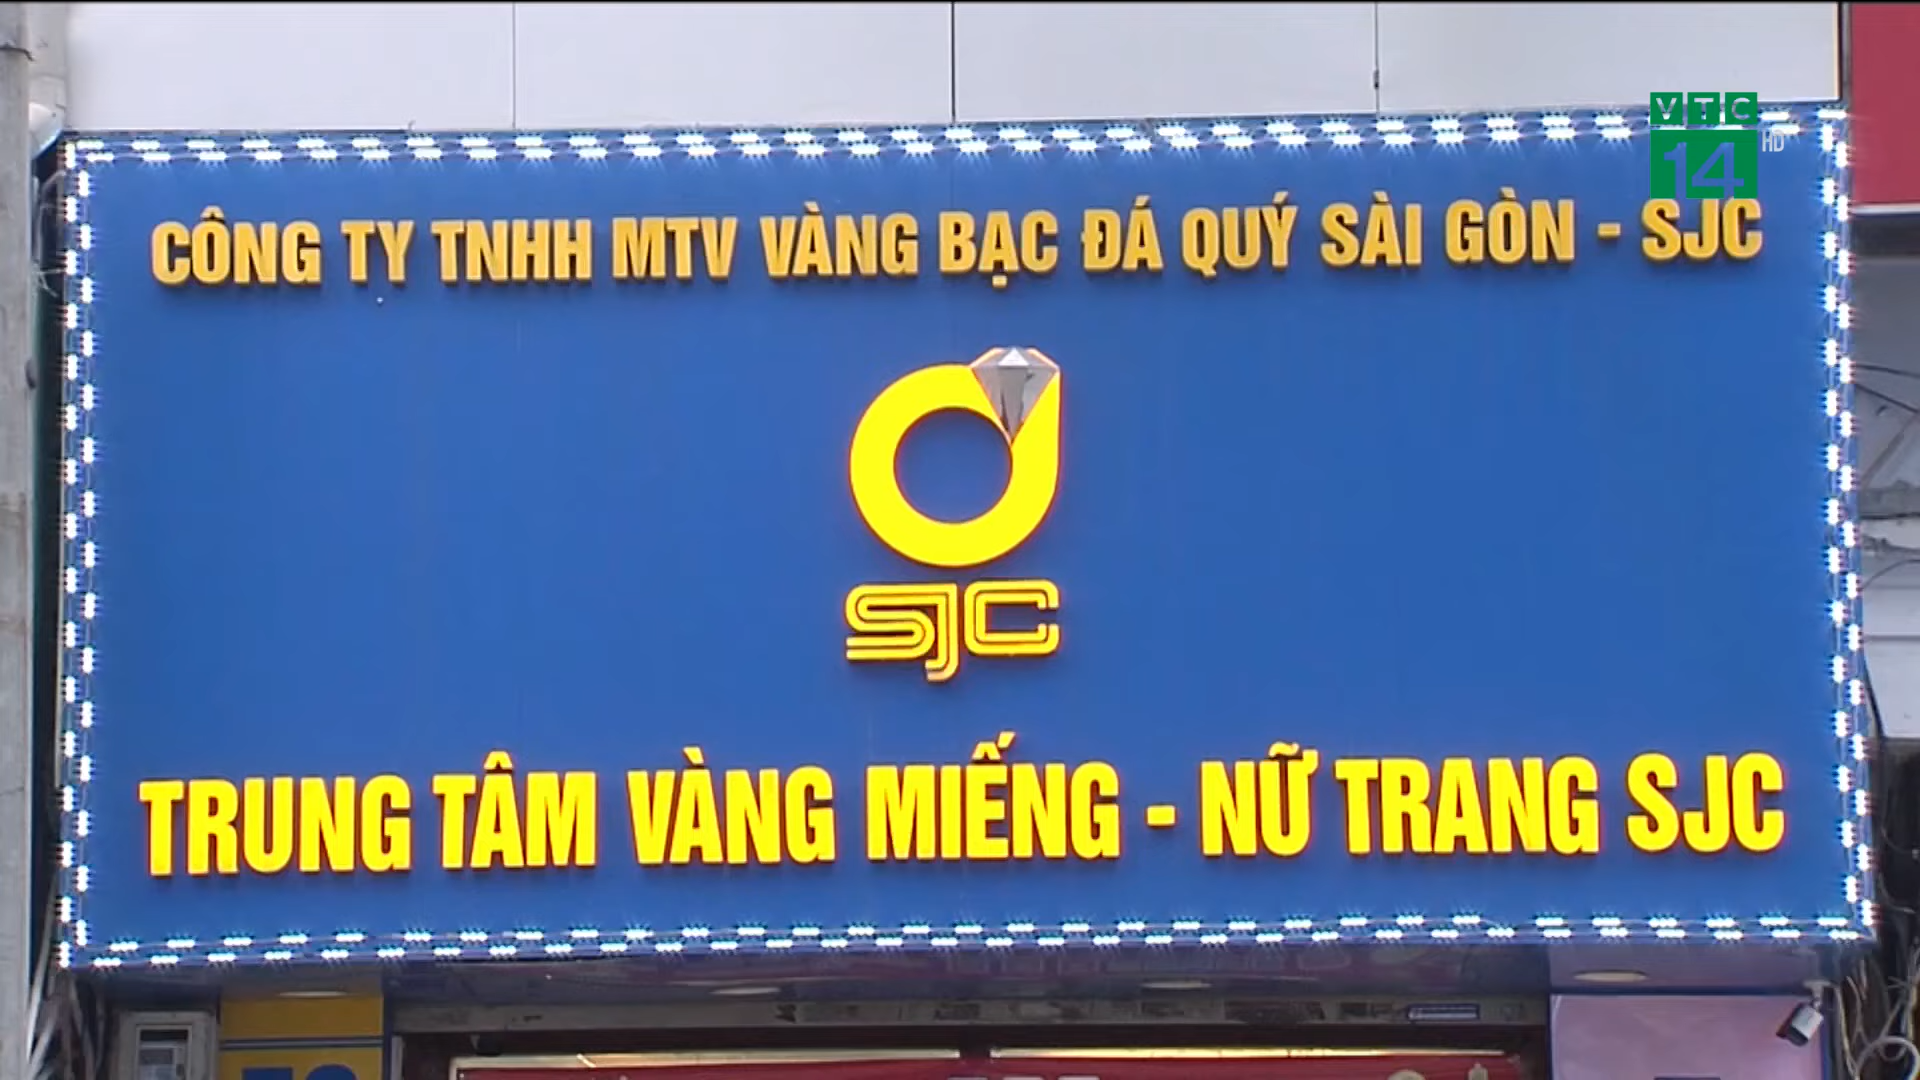 VTC
14 HD
CÔNG TY TNHH MTV VÀNG BẠC ĐÁ QUÝ SÀI GÒN - SJC
SJC
TRUNG TÂM VÀNG MIẾNG - NỮ TRANG SJC